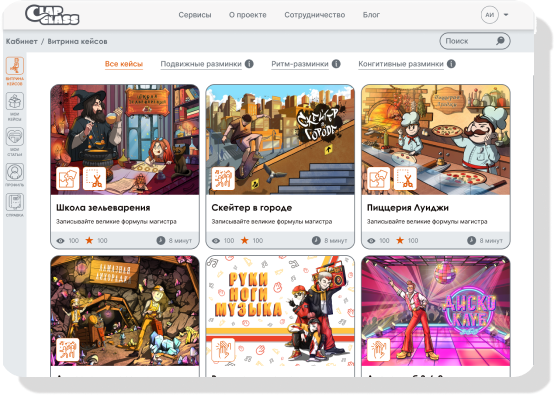 CLAP CLASS
Сервисы О проекте Сотрудничество Блог
АИ
Кабинет / Витрина кейсов
Поиск
Все кейсы Подвижные разминки Ритм-разминки Когнитивные разминки
ВИТРИНА КЕЙСОВ
МОИ КЕЙСЫ
МОИ СТАТЬИ
ПРОФИЛЬ
СПРАВКА
СКЕЙТЕР В ГОРОДЕ
Школа зельеварения
Записывайте великие формулы магистра
100 100 8 минут
Скейтер в городе
Записывайте великие формулы магистра
100 100 8 минут
Пиццерия Луиджи
Записывайте великие формулы магистра
100 100 8 минут
РУКИ
НОГИ
МУЗЫКА
ДИСКО
КЛУБ